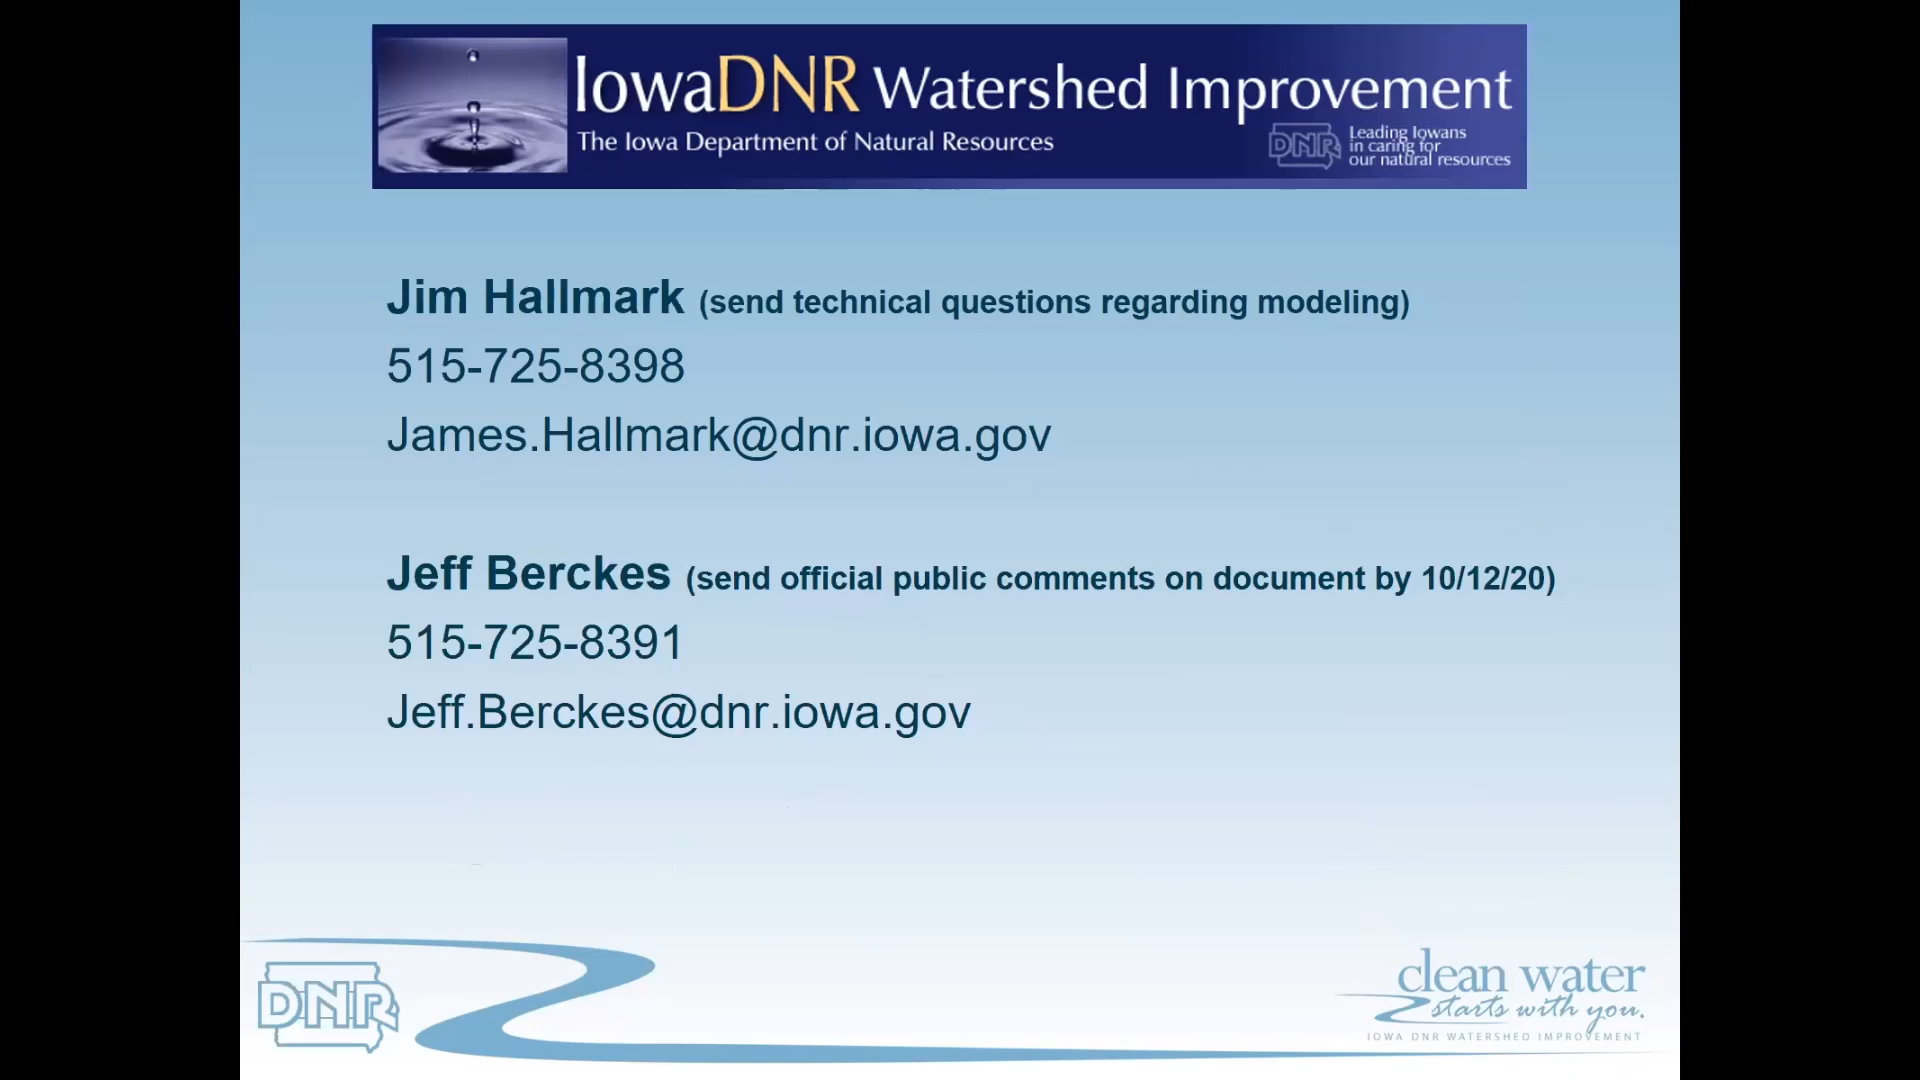 IowaDNR Watershed Improvement
The Iowa Department of Natural Resources
DNR
Leading Iowans
in caring for
our natural resources
Jim Hallmark (send technical questions regarding modeling)
515-725-8398
James.Hallmark@dnr.iowa.gov
Jeff Berckes (send official public comments on document by 10/12/20)
515-725-8391
Jeff.Berckes@dnr.iowa.gov
DNR
clean water
starts with you.
IOWA DNR WATERSHED IMPROVEMENT